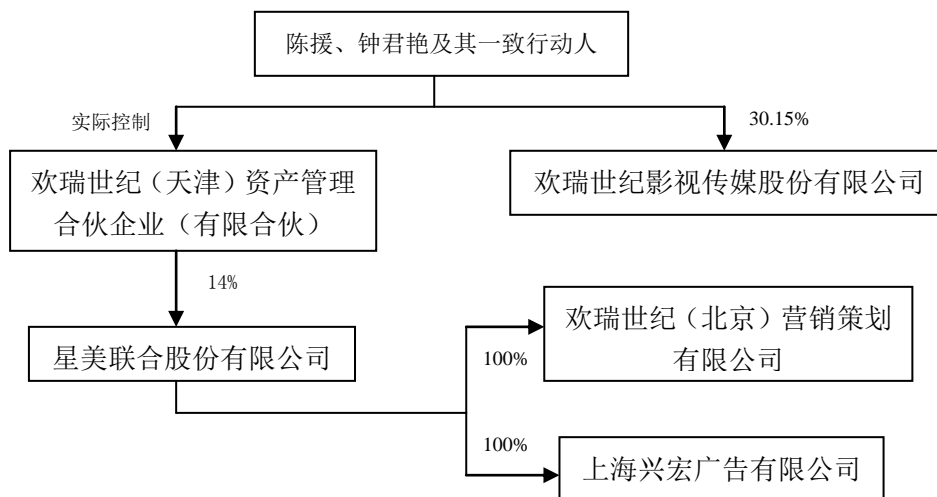 陈援、钟君艳及其一致行动人
实际控制
30.15%
欢瑞世纪（天津）资产管理
合伙企业（有限合伙）
欢瑞世纪影视传媒股份有限公司
14%
星美联合股份有限公司
欢瑞世纪（北京）营销策划
有限公司
100%
100%
上海兴宏广告有限公司